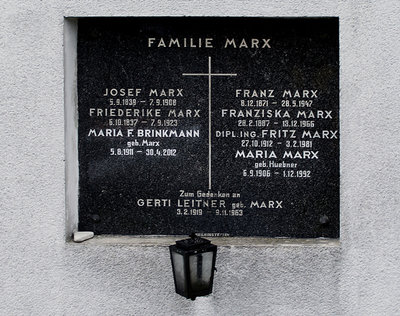 FAMILIE MARX
JOSEF MARX
5.9.1839 – 7.9.1908
FRIEDERIKE MARX
6.10.1837 – 7.9.1923
MARIA F. BRINKMANN
geb. Marx
5.8.1911 – 30.4.2012
FRANZ MARX
8.12.1871 – 28.5.1947
FRANZISKA MARX
28.2.1887 – 13.12.1966
DIPL.ING. FRITZ MARX
27.10.1912 – 3.2.1981
MARIA MARX
geb. Huebner
6.9.1906 – 1.12.1992
Zum Gedenken an
GERTI LEITNER geb. MARX
3.2.1919 – 9.11.1963